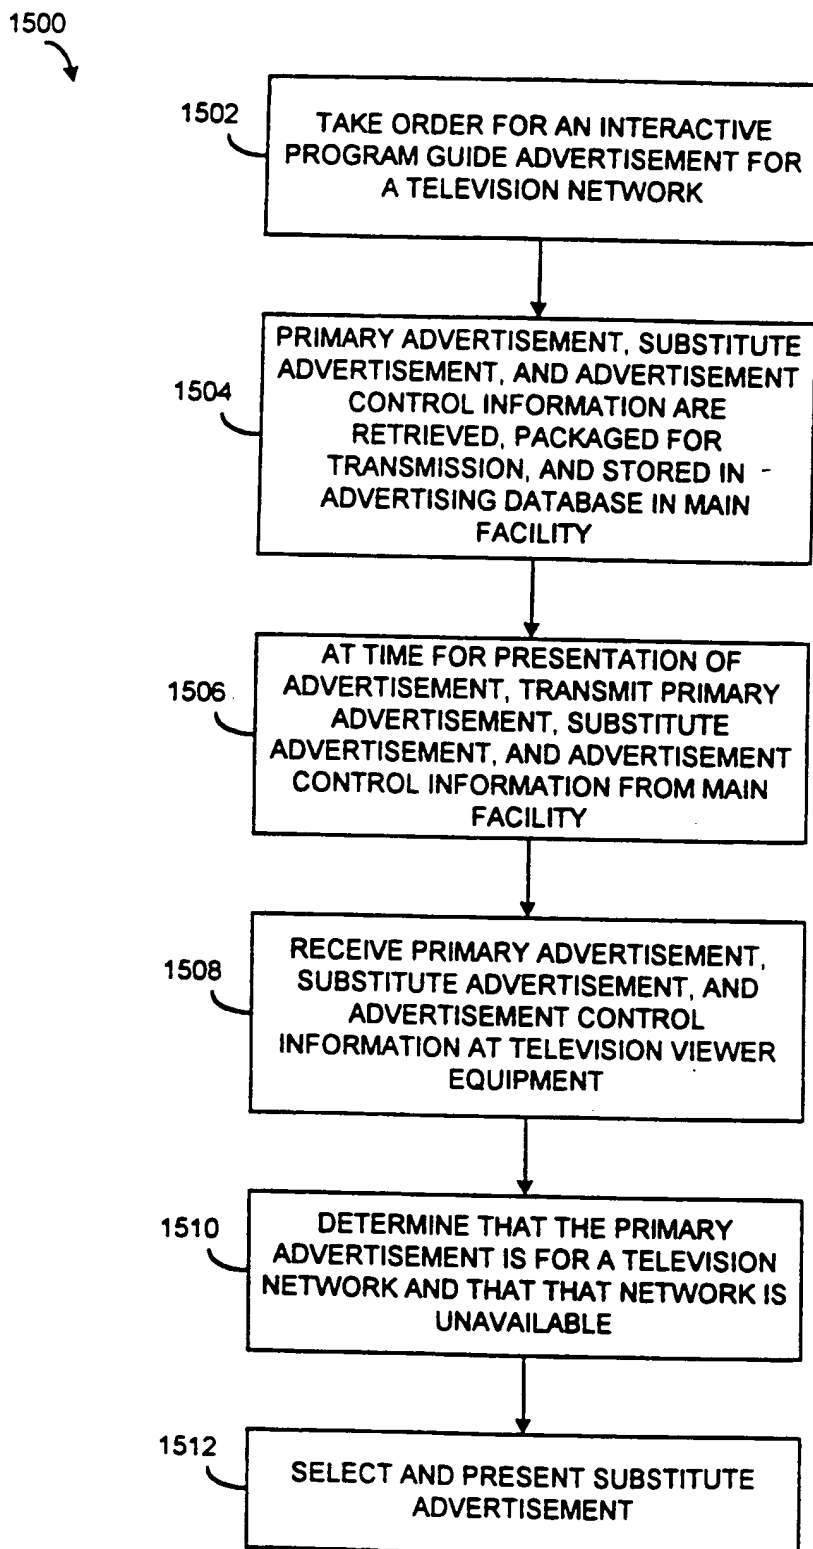 1500
1502
TAKE ORDER FOR AN INTERACTIVE
PROGRAM GUIDE ADVERTISEMENT FOR
A TELEVISION NETWORK
1504
PRIMARY ADVERTISEMENT, SUBSTITUTE
ADVERTISEMENT, AND ADVERTISEMENT
CONTROL INFORMATION ARE
RETRIEVED, PACKAGED FOR
TRANSMISSION, AND STORED IN
ADVERTISING DATABASE IN MAIN
FACILITY
1506
AT TIME FOR PRESENTATION OF
ADVERTISEMENT, TRANSMIT PRIMARY
ADVERTISEMENT, SUBSTITUTE
ADVERTISEMENT, AND ADVERTISEMENT
CONTROL INFORMATION FROM MAIN
FACILITY
1508
RECEIVE PRIMARY ADVERTISEMENT,
SUBSTITUTE ADVERTISEMENT, AND
ADVERTISEMENT CONTROL
INFORMATION AT TELEVISION VIEWER
EQUIPMENT
1510
DETERMINE THAT THE PRIMARY
ADVERTISEMENT IS FOR A TELEVISION
NETWORK AND THAT THAT NETWORK IS
UNAVAILABLE
1512
SELECT AND PRESENT SUBSTITUTE
ADVERTISEMENT